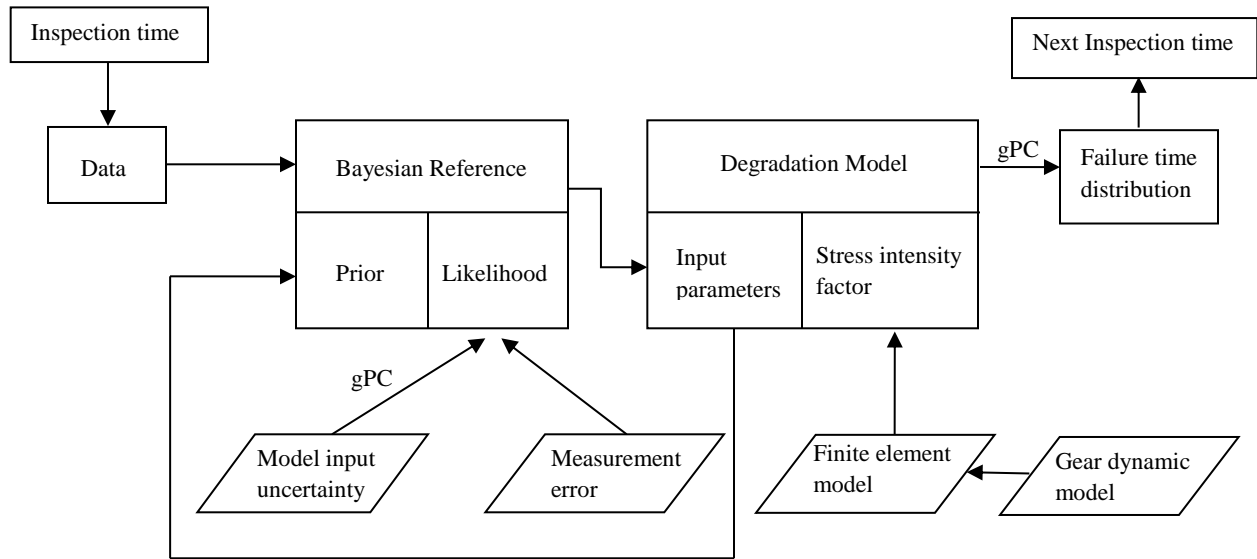 Inspection time
Next Inspection time
Data
Bayesian Reference
Degradation Model
gPC
Failure time
distribution
Prior
Likelihood
Input
parameters
Stress intensity
factor
gPC
Model input
uncertainty
Measurement
error
Finite element
model
Gear dynamic
model